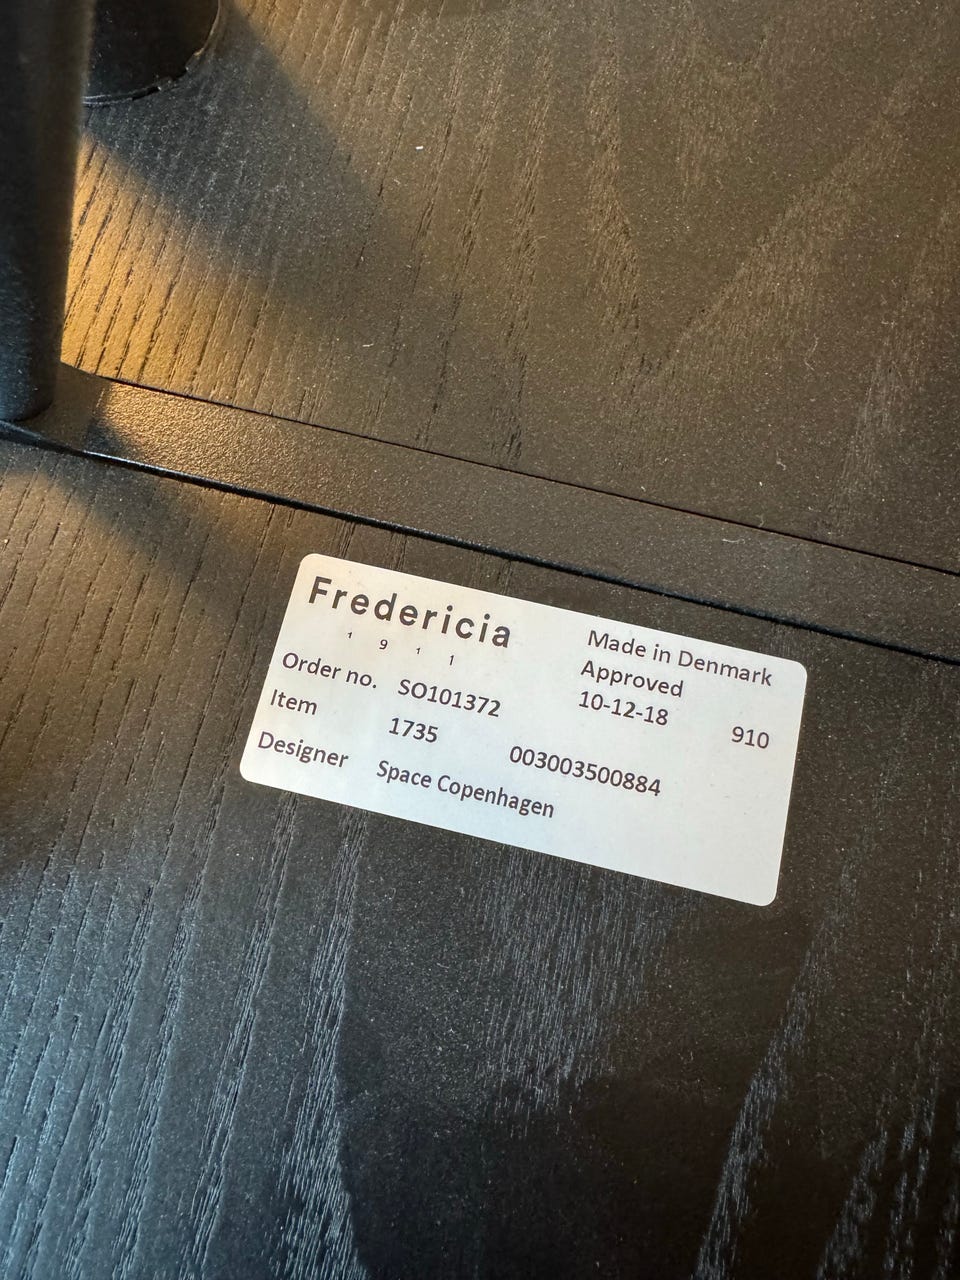 Fredericia
1 9 1 1
Made in Denmark
Approved
10-12-18 910
Order no. SO101372
Item 1735 003003500884
Designer Space Copenhagen